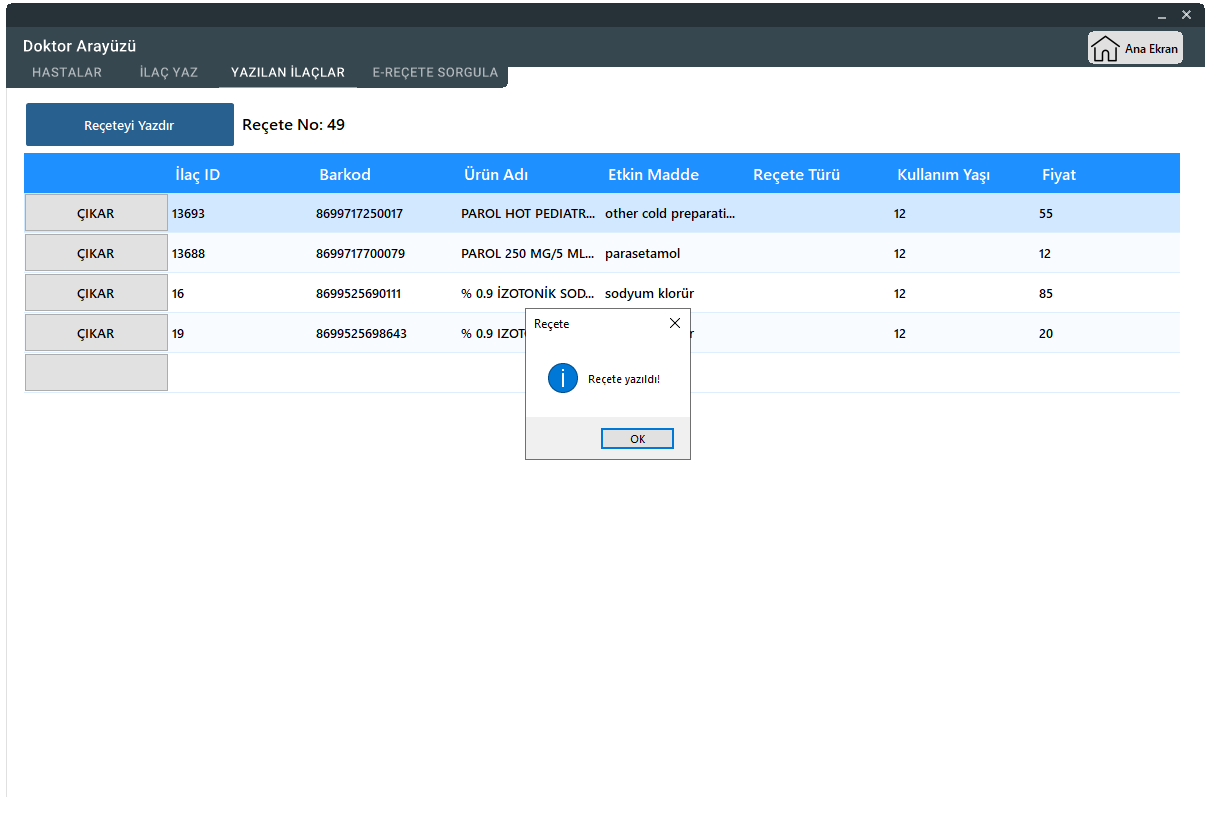 Doktor Arayüzü
Ana Ekran
HASTALAR İLAÇ YAZ YAZILAN İLAÇLAR E-REÇETE SORGULA
Reçeteyi Yazdır Reçete No: 49
İlaç ID Barkod Ürün Adı Etkin Madde Reçete Türü Kullanım Yaşı Fiyat
ÇIKAR 13693 8699717250017 PAROL HOT PEDIATR... other cold preparati... 12 55
ÇIKAR 13688 8699717700079 PAROL 250 MG/5 ML... parasetamol 12 12
ÇIKAR 16 8699525690111 % 0.9 İZOTONİK SOD... sodyum klorür 12 85
ÇIKAR 19 8699525698643 % 0.9 12 20
Reçete
Reçete yazıldı!
OK